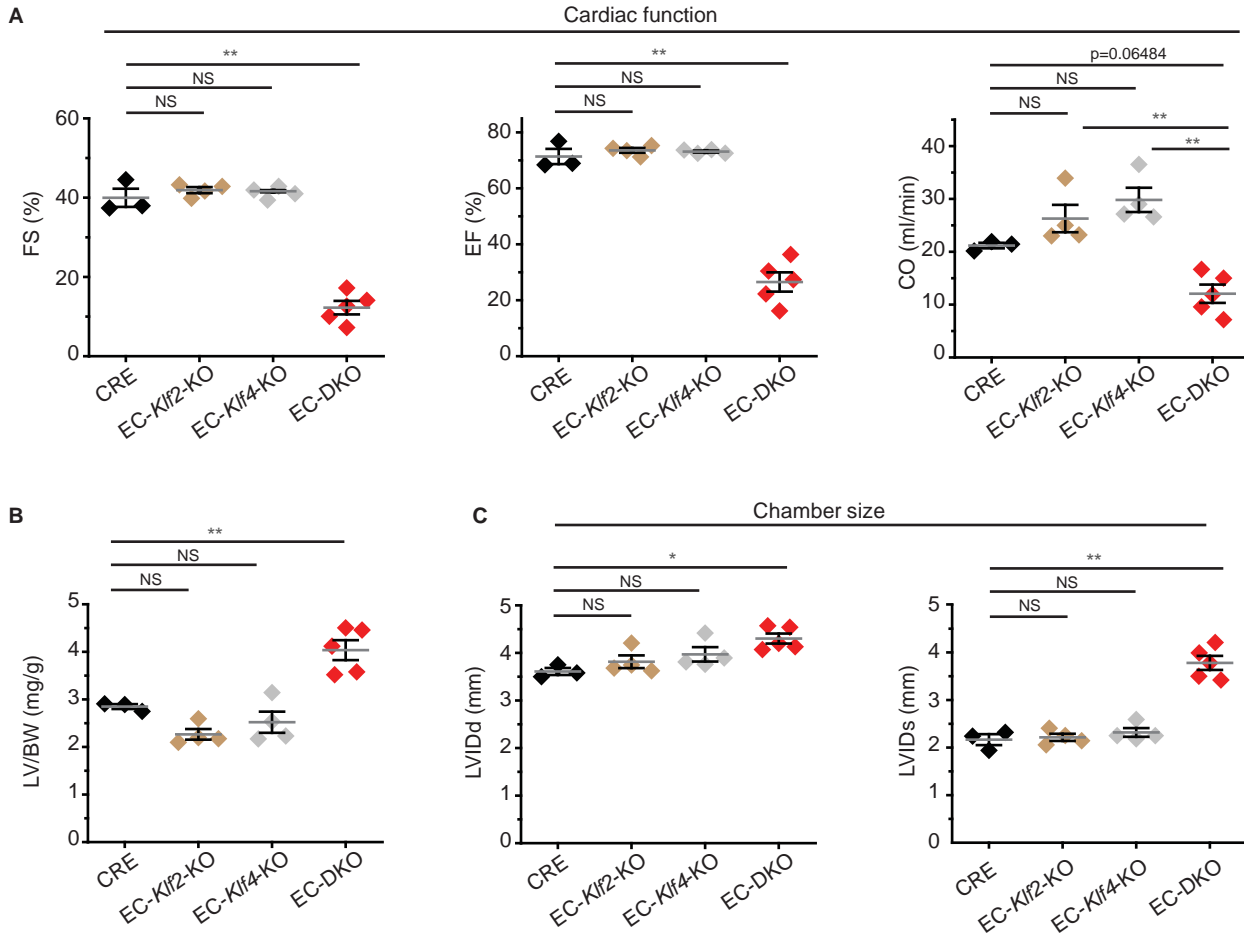 A
Cardiac function
**
NS
NS
FS (%)
60
40
20
0
CRE
EC-Klf2-KO
EC-Klf4-KO
EC-DKO
**
NS
NS
EF (%)
80
60
40
20
0
CRE
EC-Klf2-KO
EC-Klf4-KO
EC-DKO
p=0.06484
NS
NS
**
**
CO (ml/min)
40
30
20
10
0
CRE
EC-Klf2-KO
EC-Klf4-KO
EC-DKO
B
**
NS
NS
LV/BW (mg/g)
5
4
3
2
1
0
CRE
EC-Klf2-KO
EC-Klf4-KO
EC-DKO
C
Chamber size
*
NS
NS
LVIDd (mm)
5
4
3
2
1
0
CRE
EC-Klf2-KO
EC-Klf4-KO
EC-DKO
**
NS
NS
LVIDs (mm)
5
4
3
2
1
0
CRE
EC-Klf2-KO
EC-Klf4-KO
EC-DKO